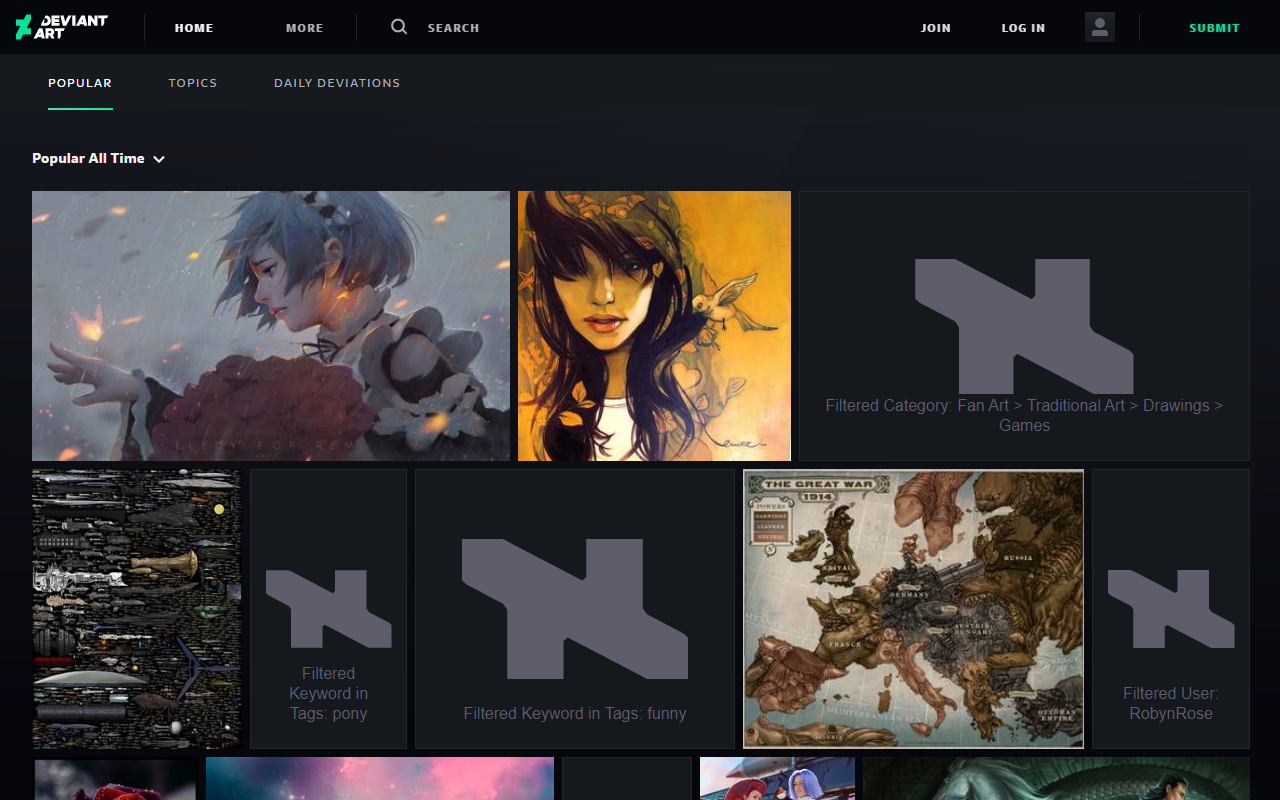 DEVIANT
ART
HOME
MORE
SEARCH
JOIN
LOG IN
SUBMIT
POPULAR
TOPICS
DAILY DEVIATIONS
Popular All Time
ELEGY FOR REM
Filtered Category: Fan Art > Traditional Art > Drawings >
Games
Filtered
Keyword in
Tags: pony
Filtered Keyword in Tags: funny
THE GREAT WAR
1914
POWERS
DARWINIST
CLANKER
NEUTRAL
BRITAIN
RUSSIA
GERMANY
AUSTRIA
HUNGARY
FRANCE
MEDITERRANEAN SEA
OTTOMAN
EMPIRE
Filtered User:
RobynRose